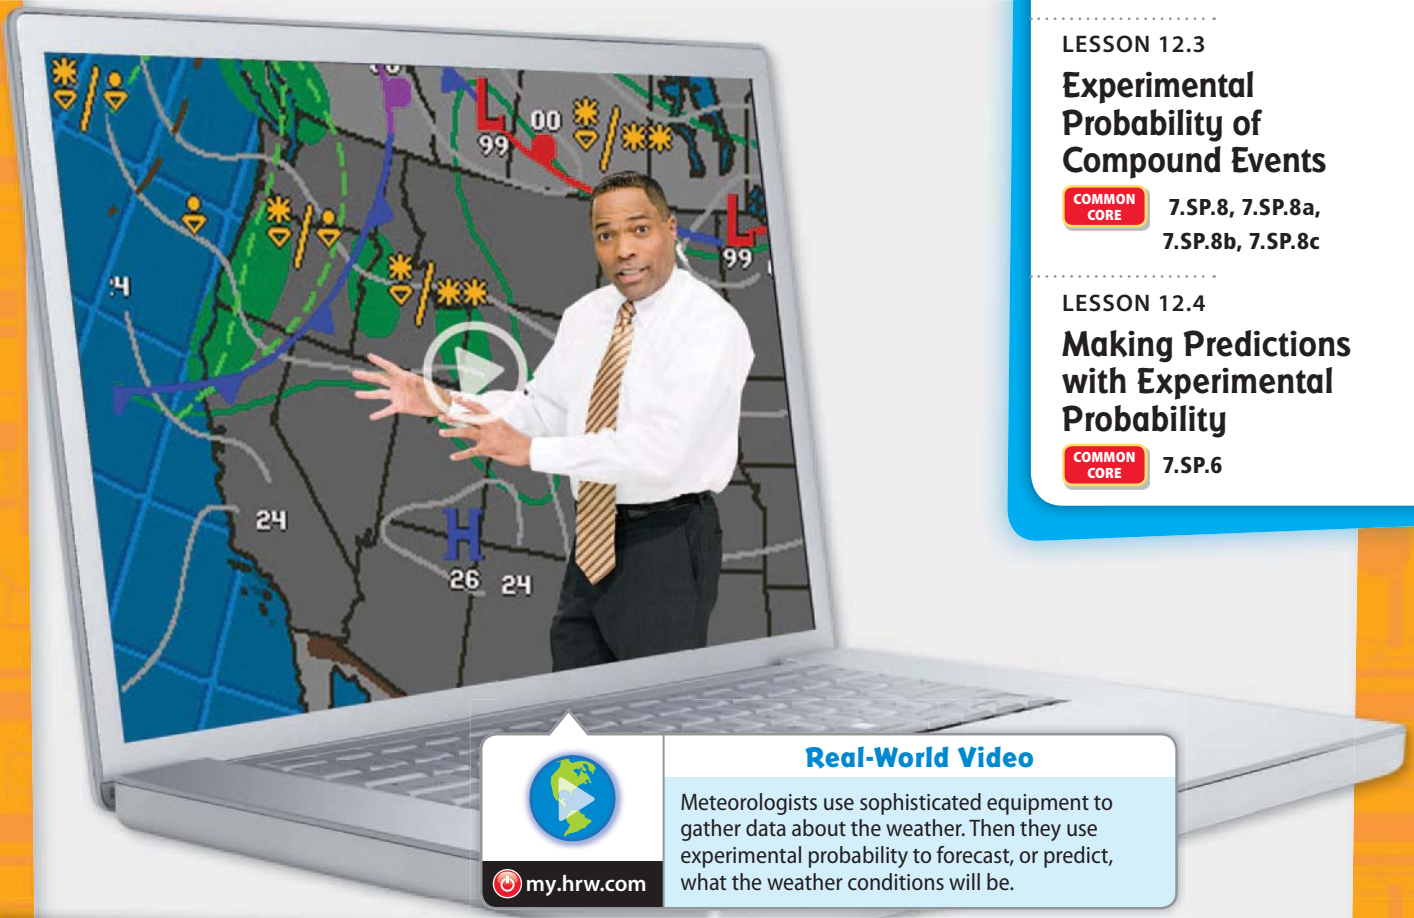 LESSON 12.3
Experimental
Probability of
Compound Events
COMMON
CORE
7.SP.8, 7.SP.8a,
7.SP.8b, 7.SP.8c
LESSON 12.4
Making Predictions
with Experimental
Probability
COMMON
CORE
7.SP.6
L
99
00
L
99
24
H
26 24
Real-World Video
Meteorologists use sophisticated equipment to
gather data about the weather. Then they use
experimental probability to forecast, or predict,
what the weather conditions will be.
my.hrw.com